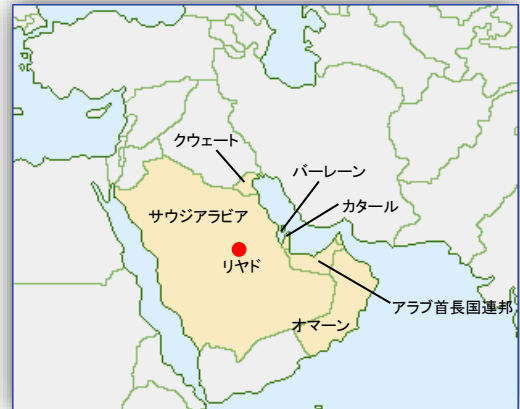 クウェート
バーレーン
カタール
サウジアラビア
リヤド
アラブ首長国連邦
オマーン